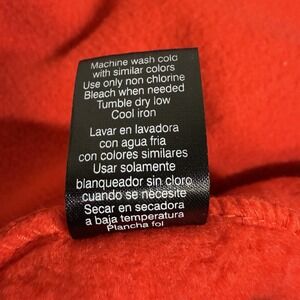 Machine wash cold
with similar colors
Use only non chlorine
Bleach when needed
Tumble dry low
Cool iron
Lavar en lavadora
con agua fria
con colores similares
Usar solamente
blanqueador sin cloro
cuando se necesite
Secar en secadora
a baja temperatura
Plancha